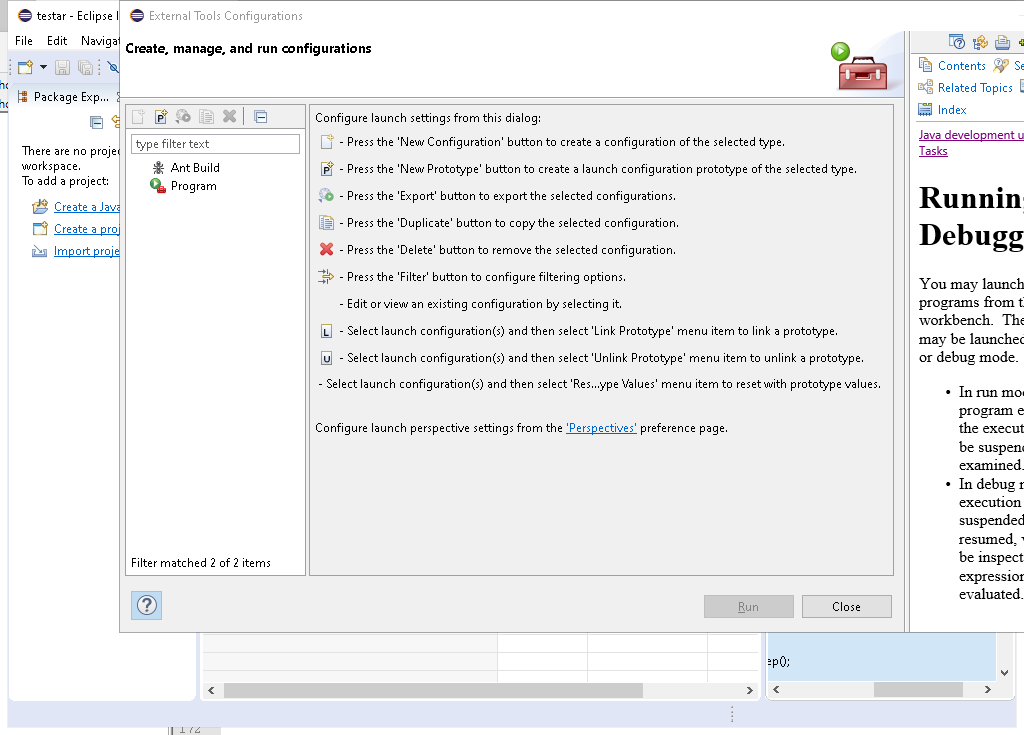 testar - Eclipse I
External Tools Configurations
File Edit Navigat
Create, manage, and run configurations
Package Exp...
There are no projec
workspace.
To add a project:
Create a Java
Create a proj
Import proje
type filter text
Ant Build
Program
Filter matched 2 of 2 items
Configure launch settings from this dialog:
- Press the 'New Configuration' button to create a configuration of the selected type.
- Press the 'New Prototype' button to create a launch configuration prototype of the selected type.
- Press the 'Export' button to export the selected configurations.
- Press the 'Duplicate' button to copy the selected configuration.
- Press the 'Delete' button to remove the selected configuration.
- Press the 'Filter' button to configure filtering options.
- Edit or view an existing configuration by selecting it.
- Select launch configuration(s) and then select 'Link Prototype' menu item to link a prototype.
- Select launch configuration(s) and then select 'Unlink Prototype' menu item to unlink a prototype.
- Select launch configuration(s) and then select 'Res...ype Values' menu item to reset with prototype values.
Configure launch perspective settings from the 'Perspectives' preference page.
Run
Close
Contents Se
Related Topics
Index
Java development u
Tasks
Running
Debugg
You may launch
programs from th
workbench. The
may be launched
or debug mode.
• In run mod
program e
the execut
be suspend
examined.
• In debug m
execution
suspended
resumed, v
be inspect
expression
evaluated.
ep();
172